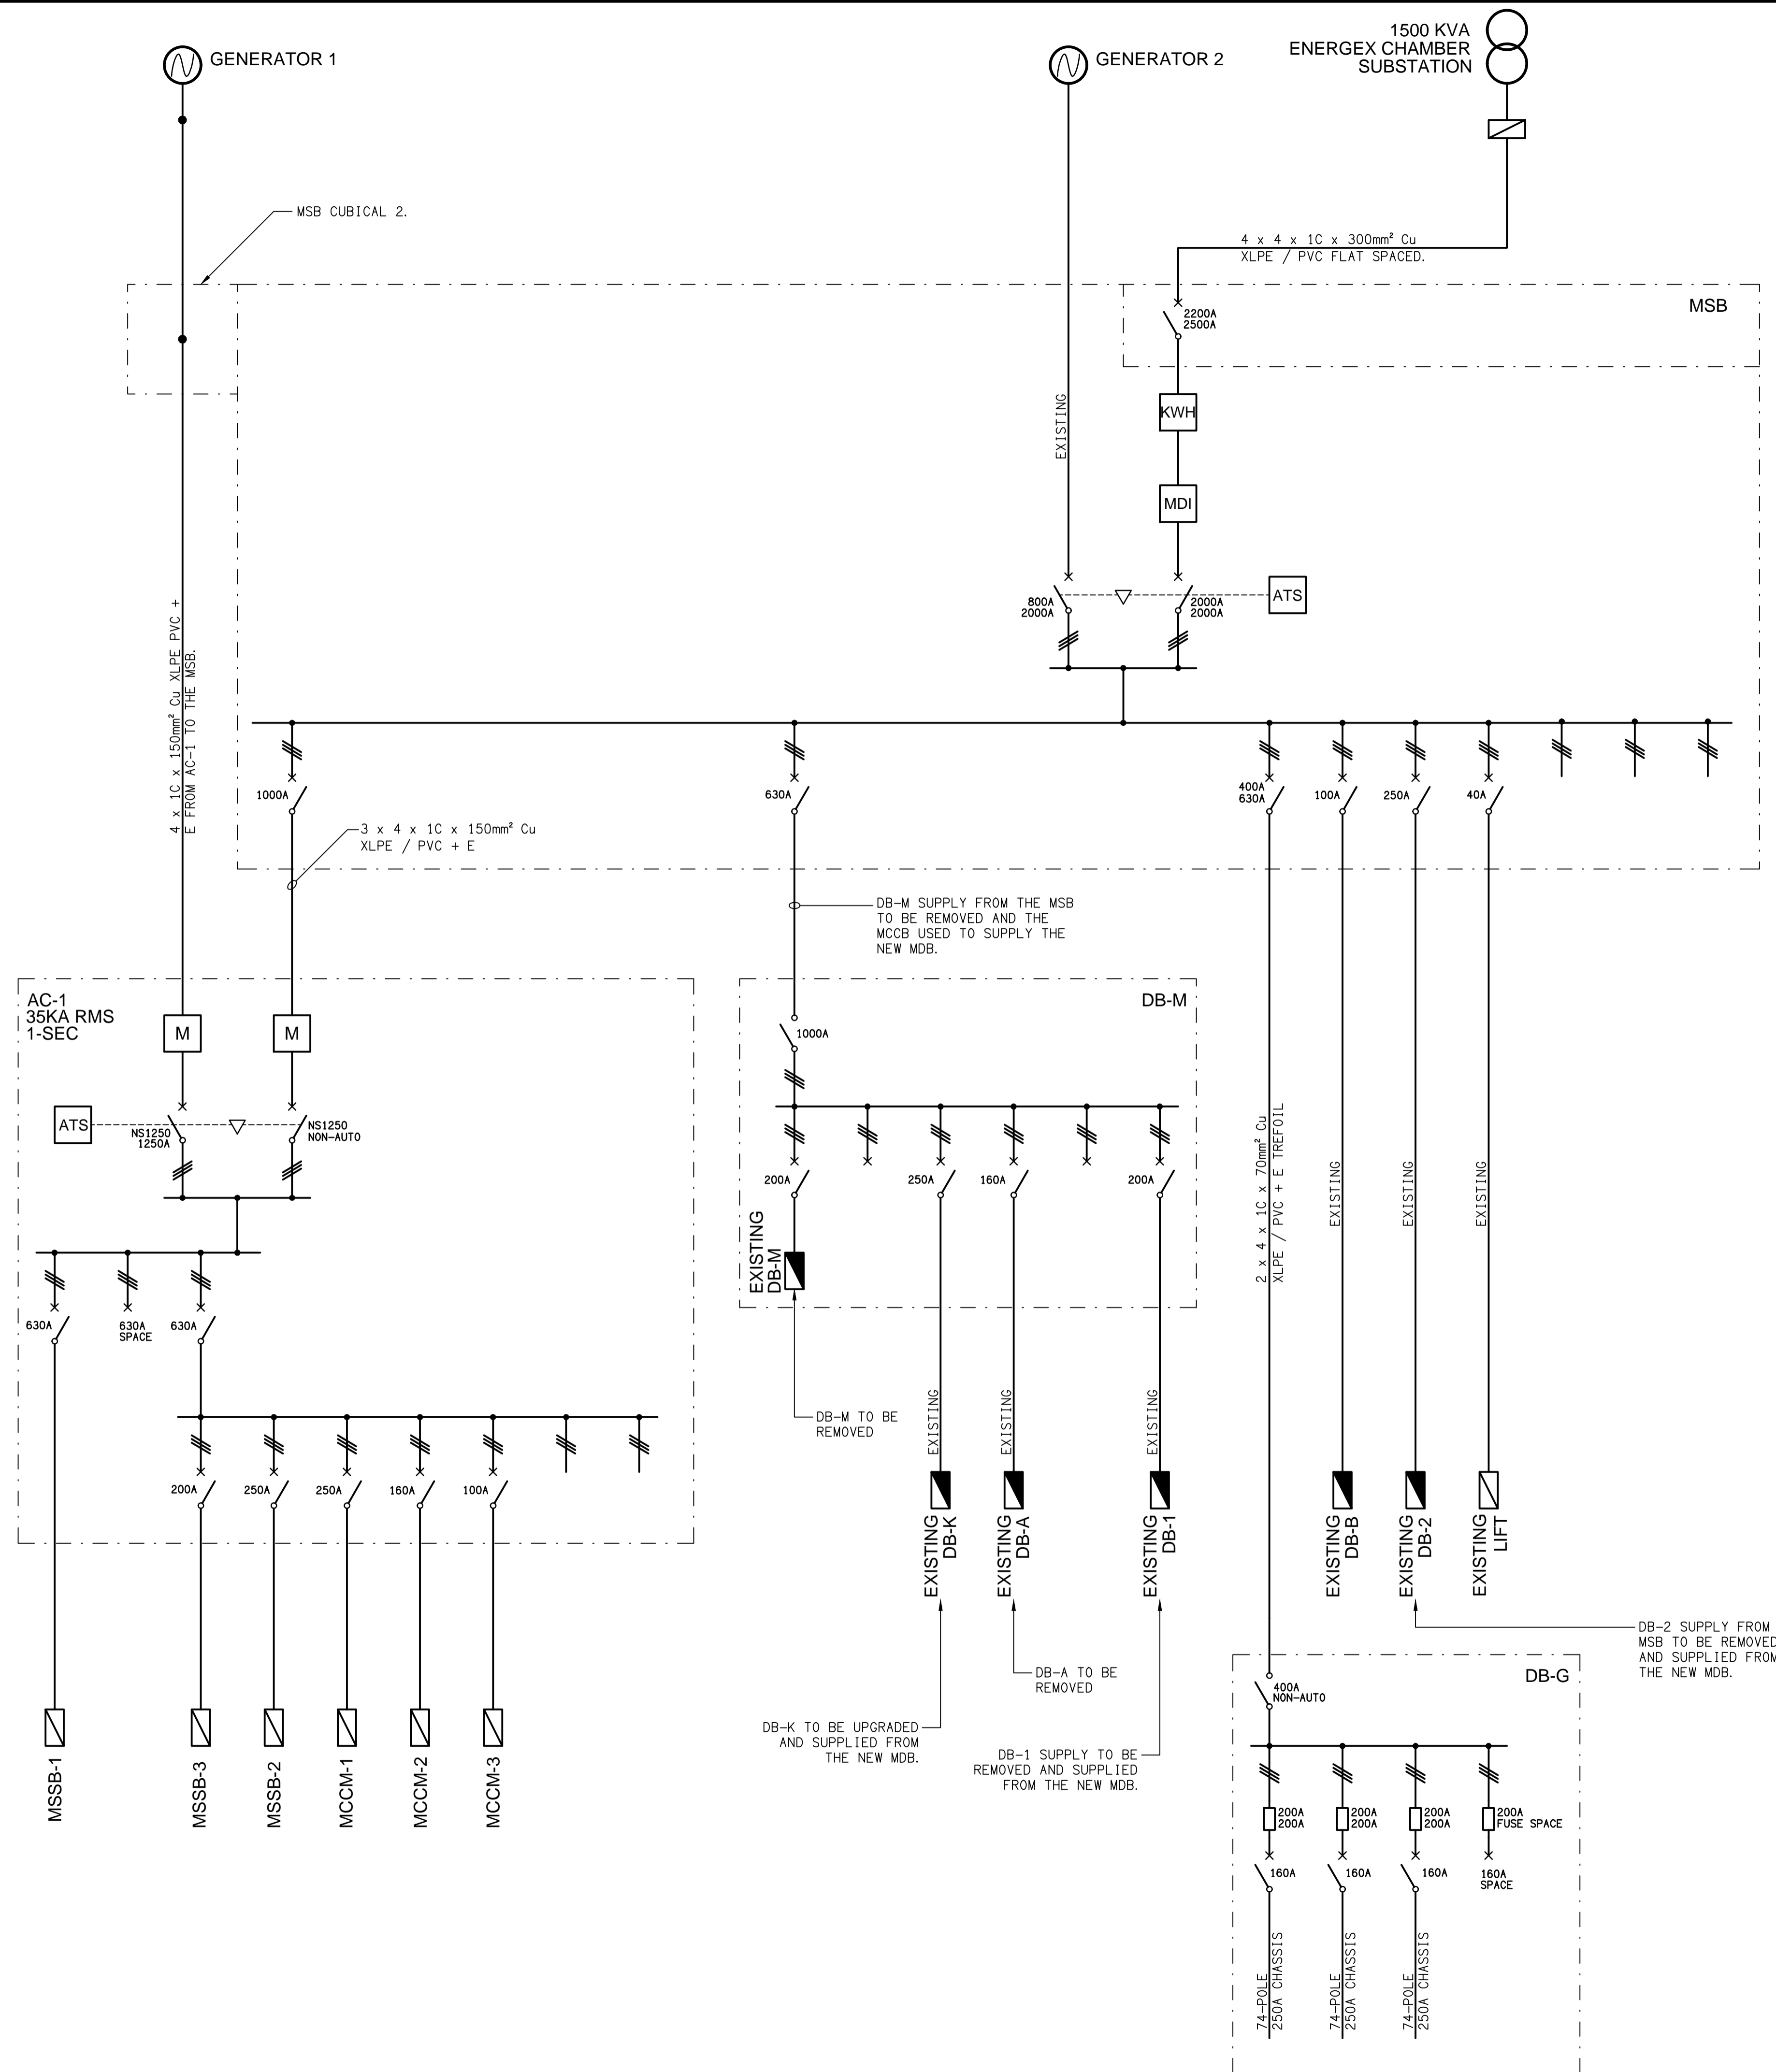 GENERATOR 1
GENERATOR 2
1500 KVA
ENERGEX CHAMBER
SUBSTATION
MSB CUBICAL 2.
4 x 4 x 1C x 300mm² Cu
XLPE / PVC FLAT SPACED.
MSB
2200A
2500A
EXISTING
KWH
MDI
800A
2000A
2000A
2000A
ATS
4 x 1C x 150mm² Cu XLPE PVC +
E FROM AC-1 TO THE MSB.
1000A
630A
400A
630A
100A
250A
40A
3 x 4 x 1C x 150mm² Cu
XLPE / PVC + E
DB-M SUPPLY FROM THE MSB
TO BE REMOVED AND THE
MCCB USED TO SUPPLY THE
NEW MDB.
AC-1
35KA RMS
1-SEC
M
M
ATS
NS1250
1250A
NS1250
NON-AUTO
630A
630A
SPACE
630A
200A
250A
250A
160A
100A
MSSB-1
MSSB-3
MSSB-2
MCCM-1
MCCM-2
MCCM-3
DB-M
1000A
200A
250A
160A
200A
EXISTING
DB-M
DB-M TO BE
REMOVED
EXISTING
EXISTING
EXISTING
EXISTING
DB-K
EXISTING
DB-A
EXISTING
DB-1
DB-K TO BE UPGRADED
AND SUPPLIED FROM
THE NEW MDB.
DB-A TO BE
REMOVED
DB-1 SUPPLY TO BE
REMOVED AND SUPPLIED
FROM THE NEW MDB.
2 x 4 x 1C x 70mm² Cu
XLPE / PVC + E TREFOIL
EXISTING
EXISTING
EXISTING
EXISTING
DB-B
EXISTING
DB-2
EXISTING
LIFT
DB-2 SUPPLY FROM
MSB TO BE REMOVED
AND SUPPLIED FROM
THE NEW MDB.
DB-G
400A
NON-AUTO
200A
200A
200A
200A
200A
200A
200A
FUSE SPACE
160A
160A
160A
160A
SPACE
74-POLE
250A CHASSIS
74-POLE
250A CHASSIS
74-POLE
250A CHASSIS